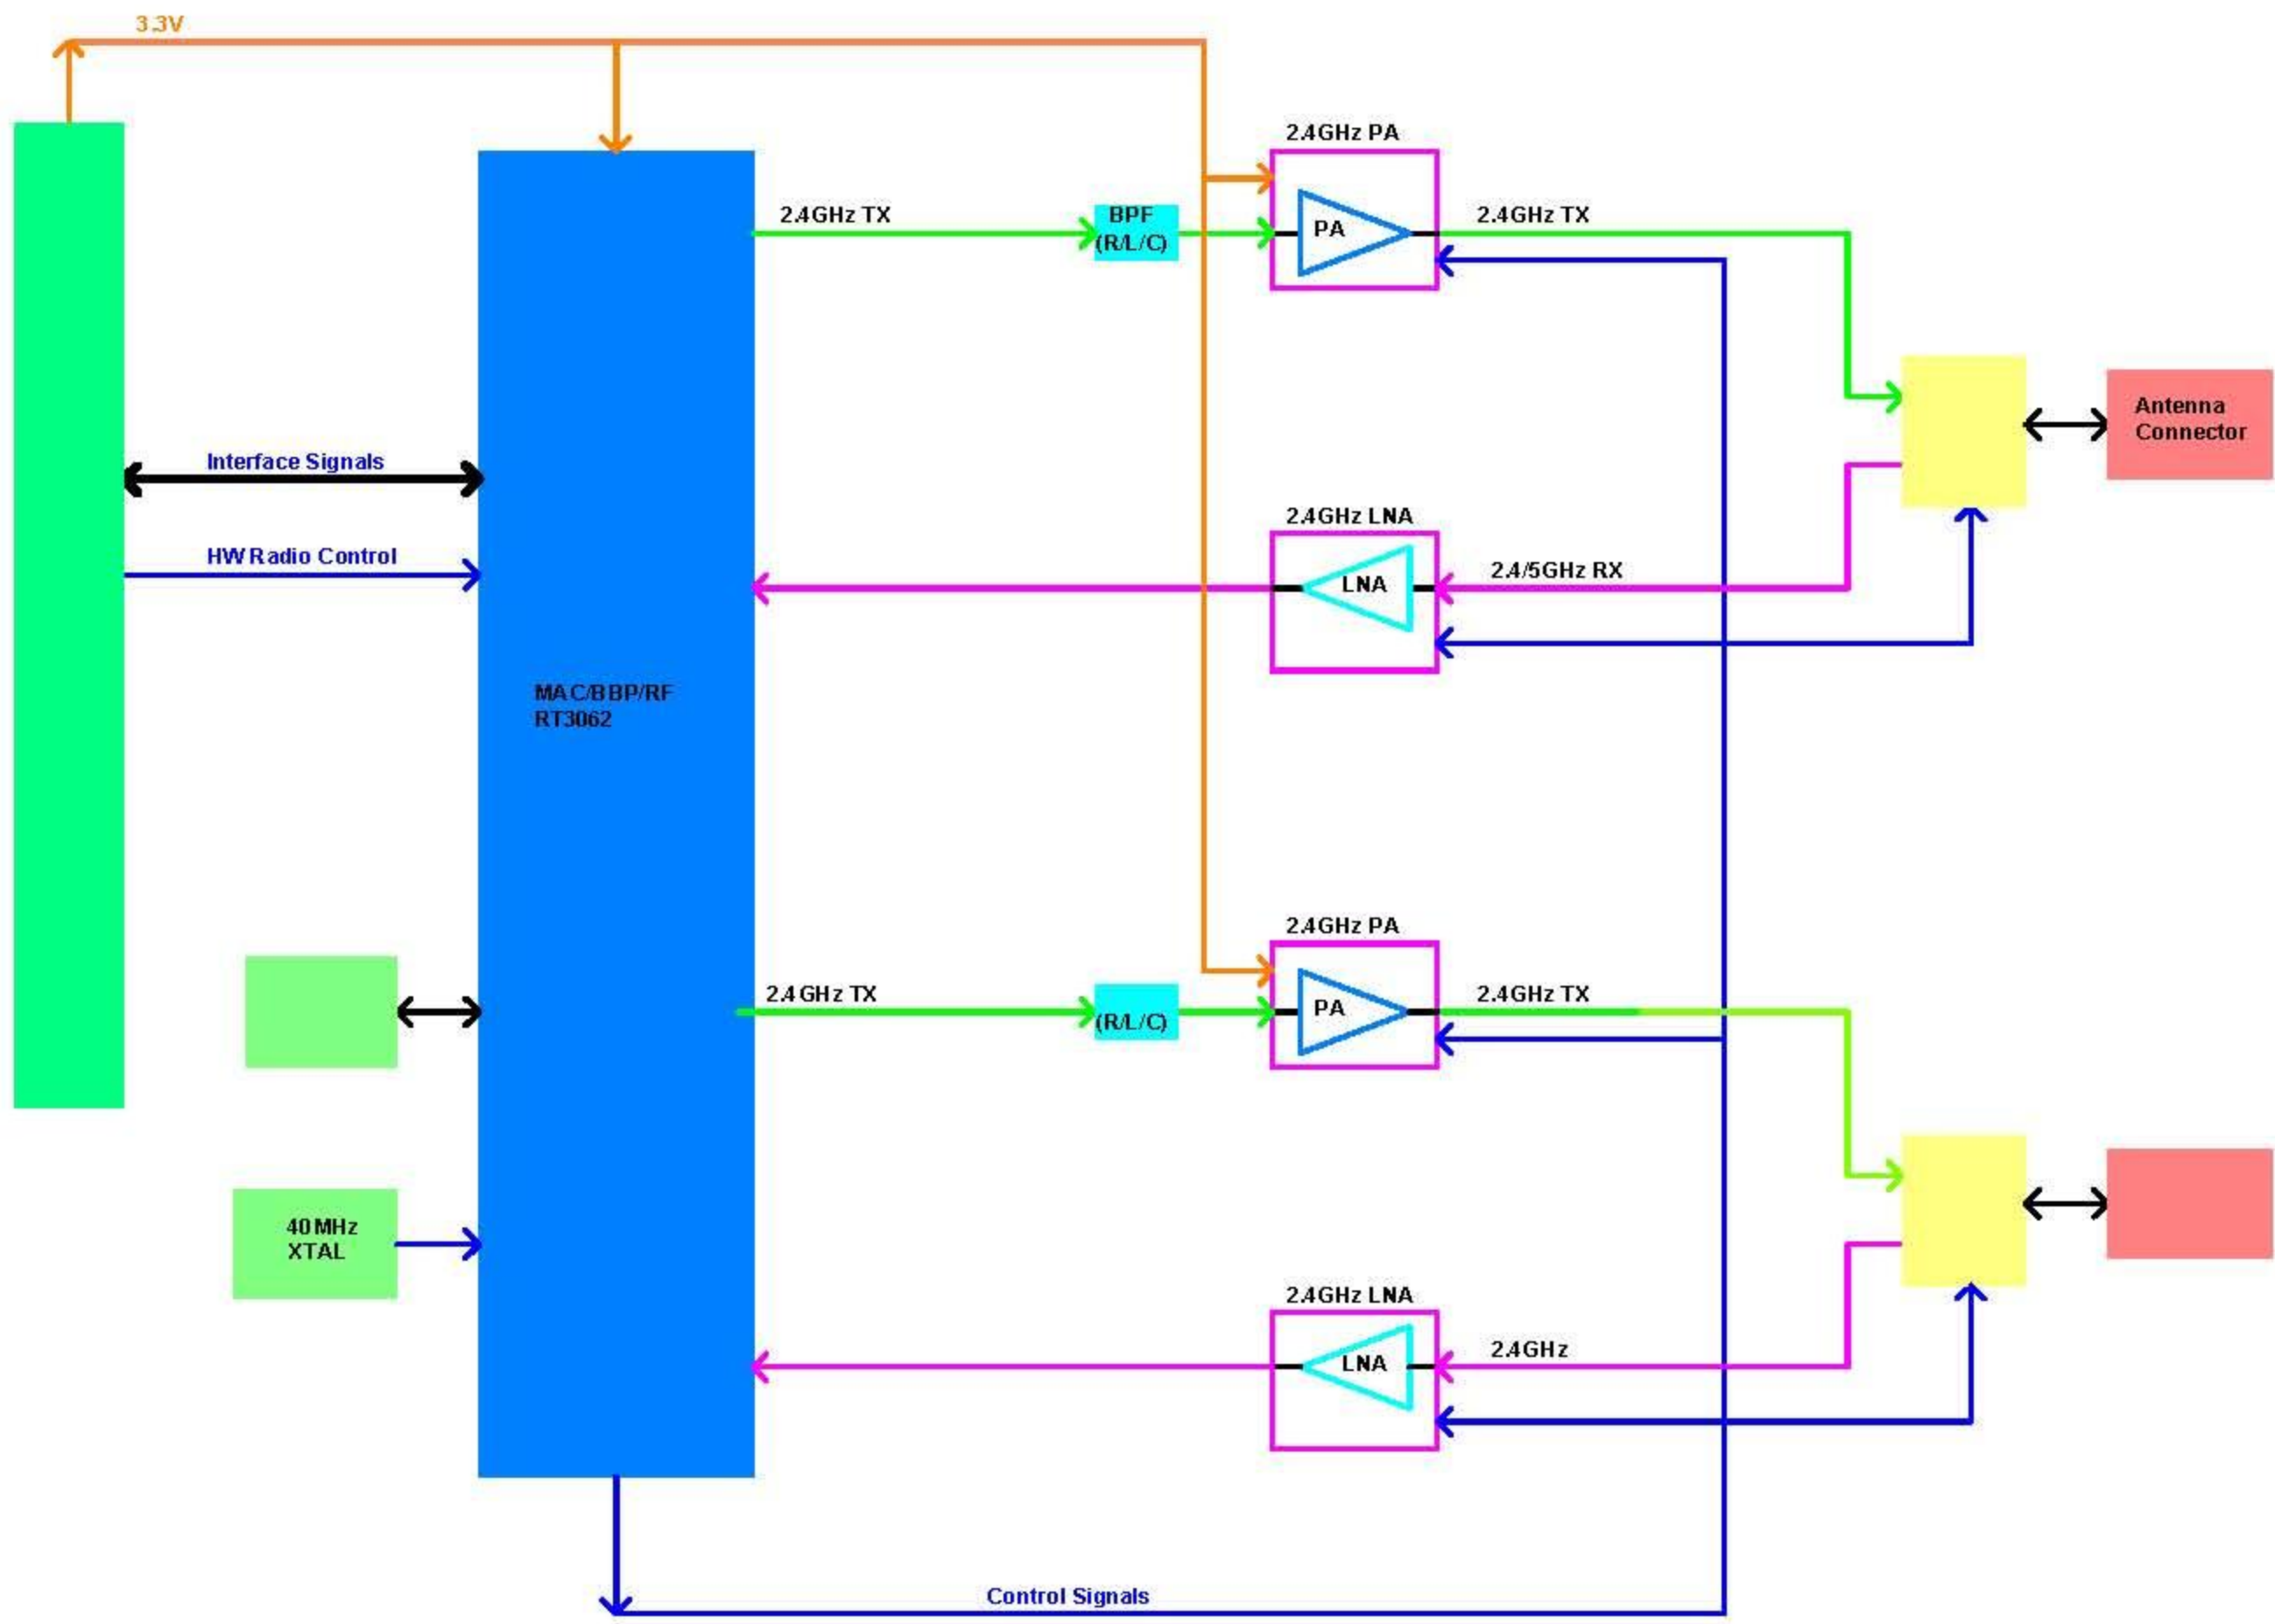 3.3V
2.4GHz PA
2.4GHz TX
BPF
(R/L/C)
PA
2.4GHz TX
Antenna
Connector
Interface Signals
2.4GHz LNA
HW Radio Control
LNA
2.4/5GHz RX
MAC/BBP/RF
RT3062
2.4GHz PA
2.4GHz TX
(R/L/C)
PA
2.4GHz TX
40MHz
XTAL
2.4GHz LNA
LNA
2.4GHz
Control Signals